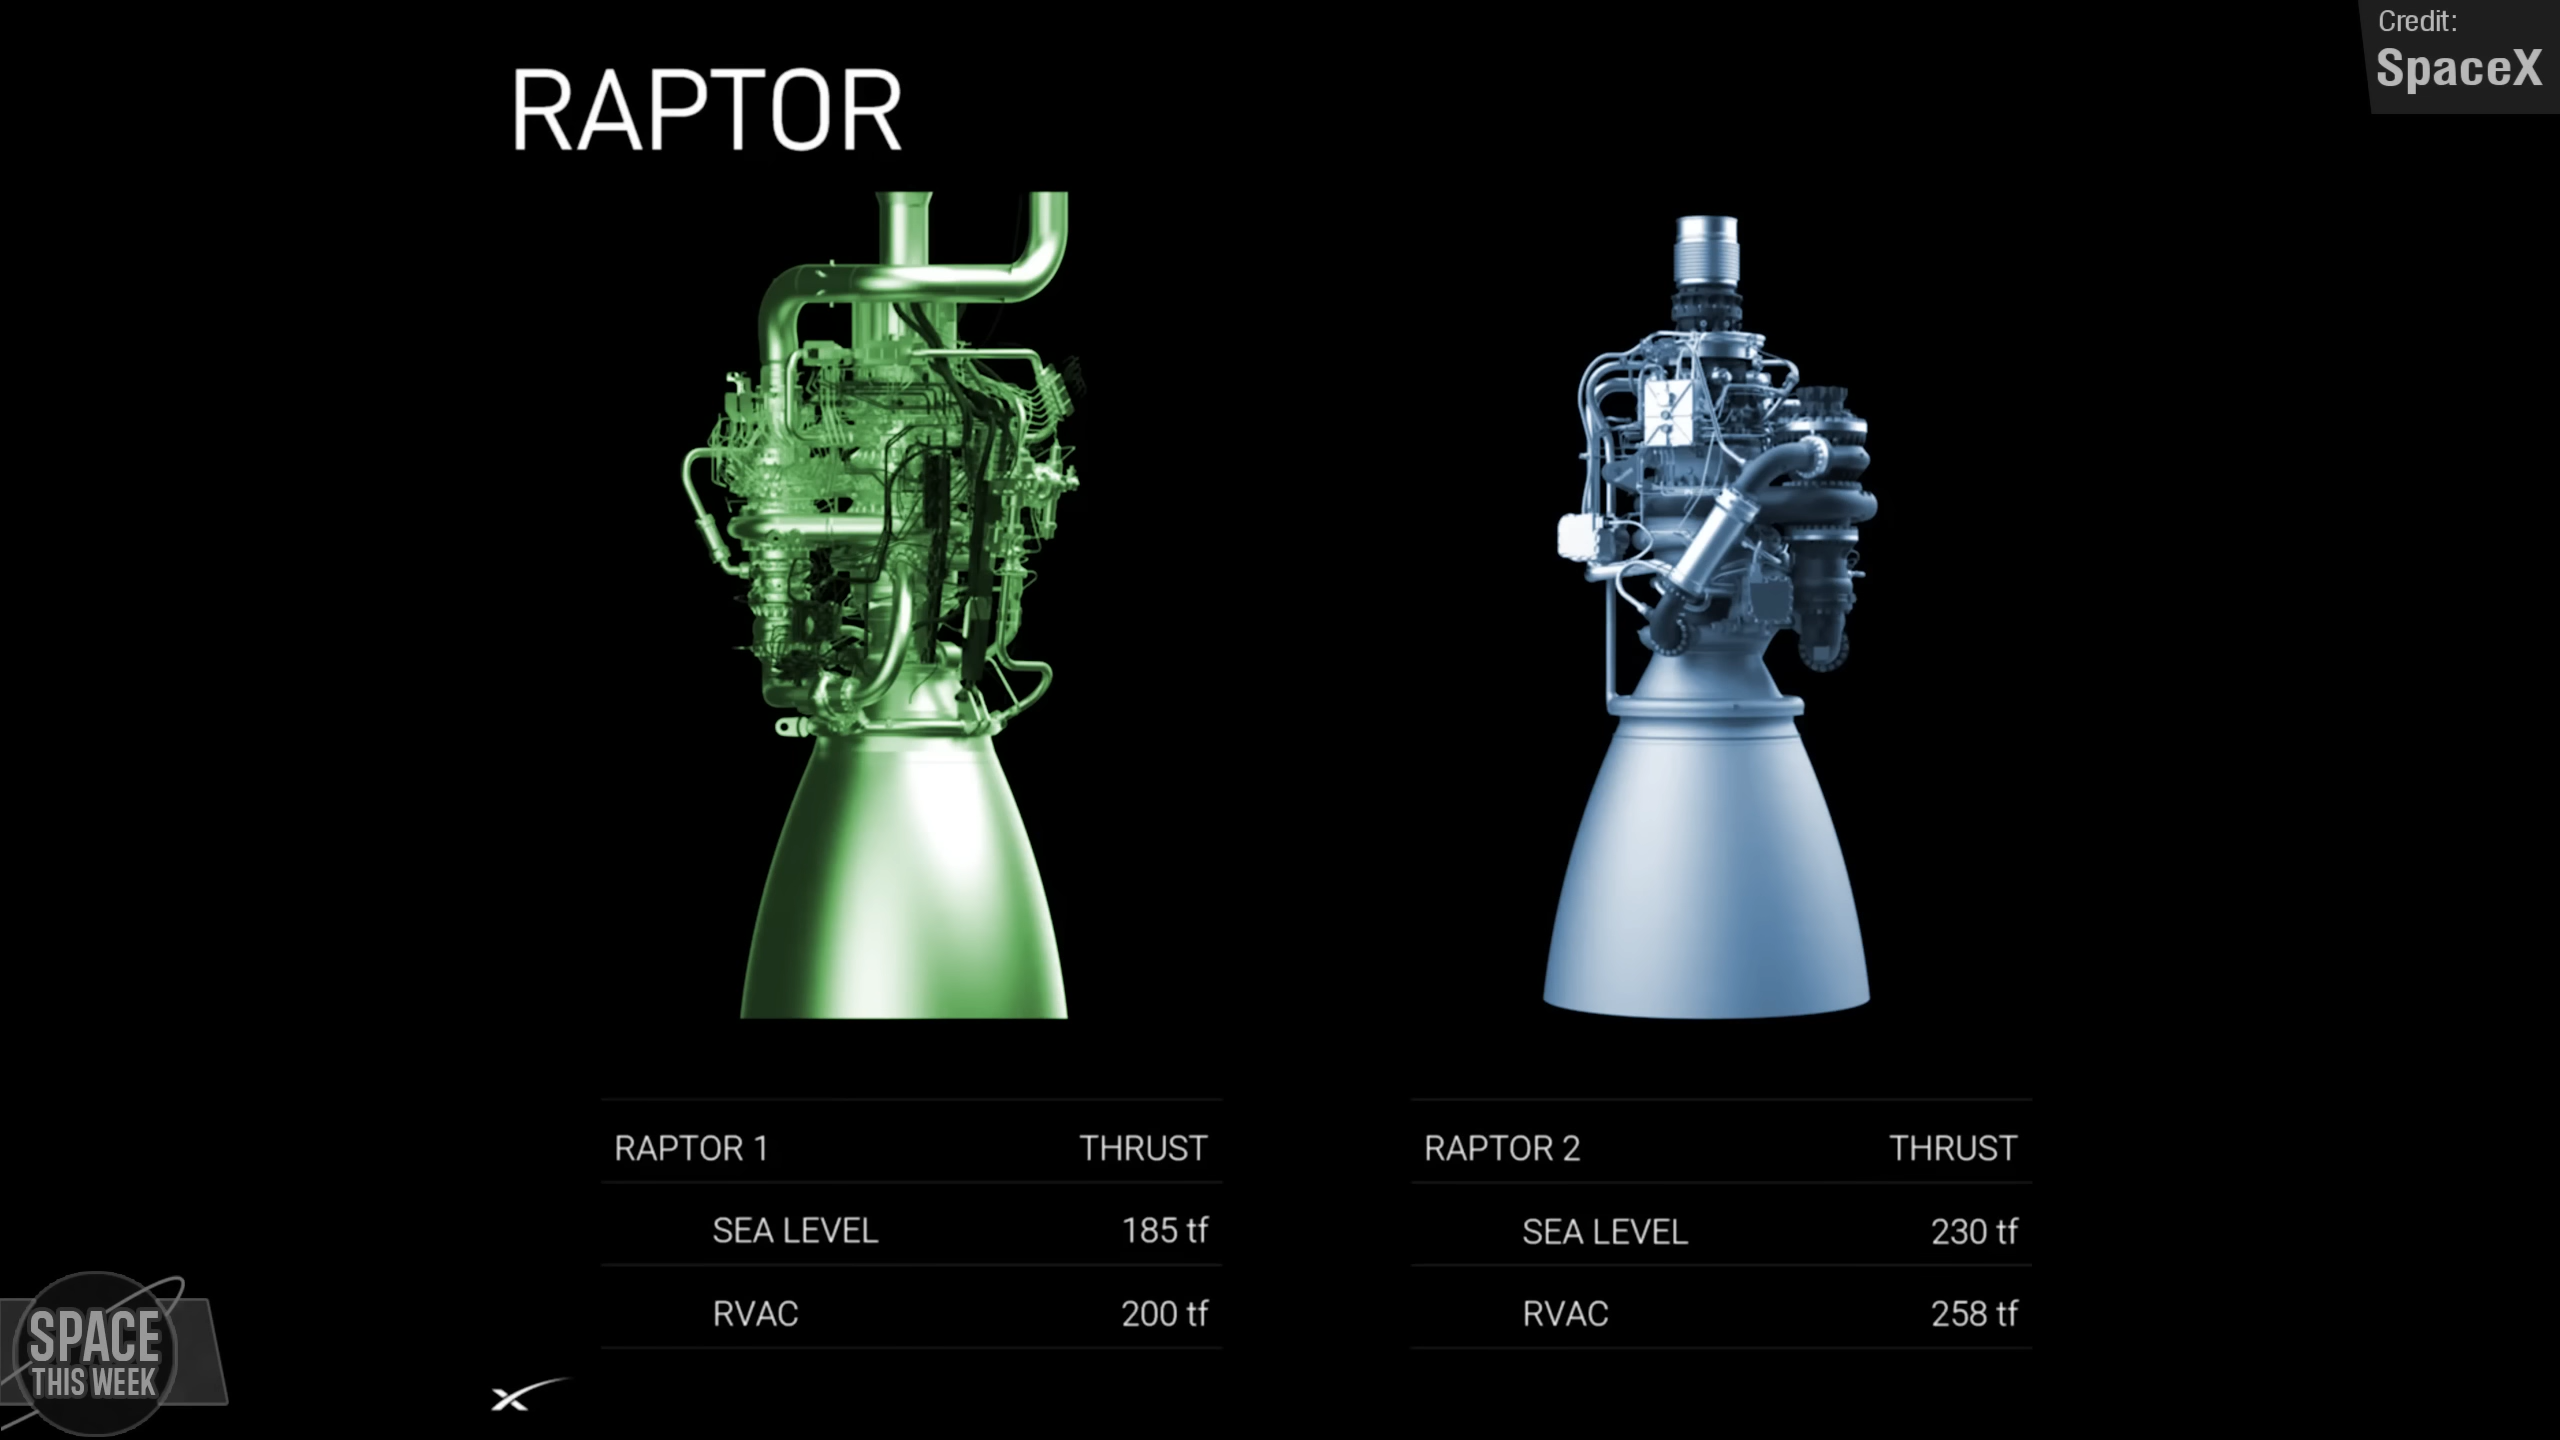 Credit:
SpaceX
RAPTOR
RAPTOR 1 THRUST
SEA LEVEL 185 tf
RVAC 200 tf
RAPTOR 2 THRUST
SEA LEVEL 230 tf
RVAC 258 tf
SPACE
THIS WEEK